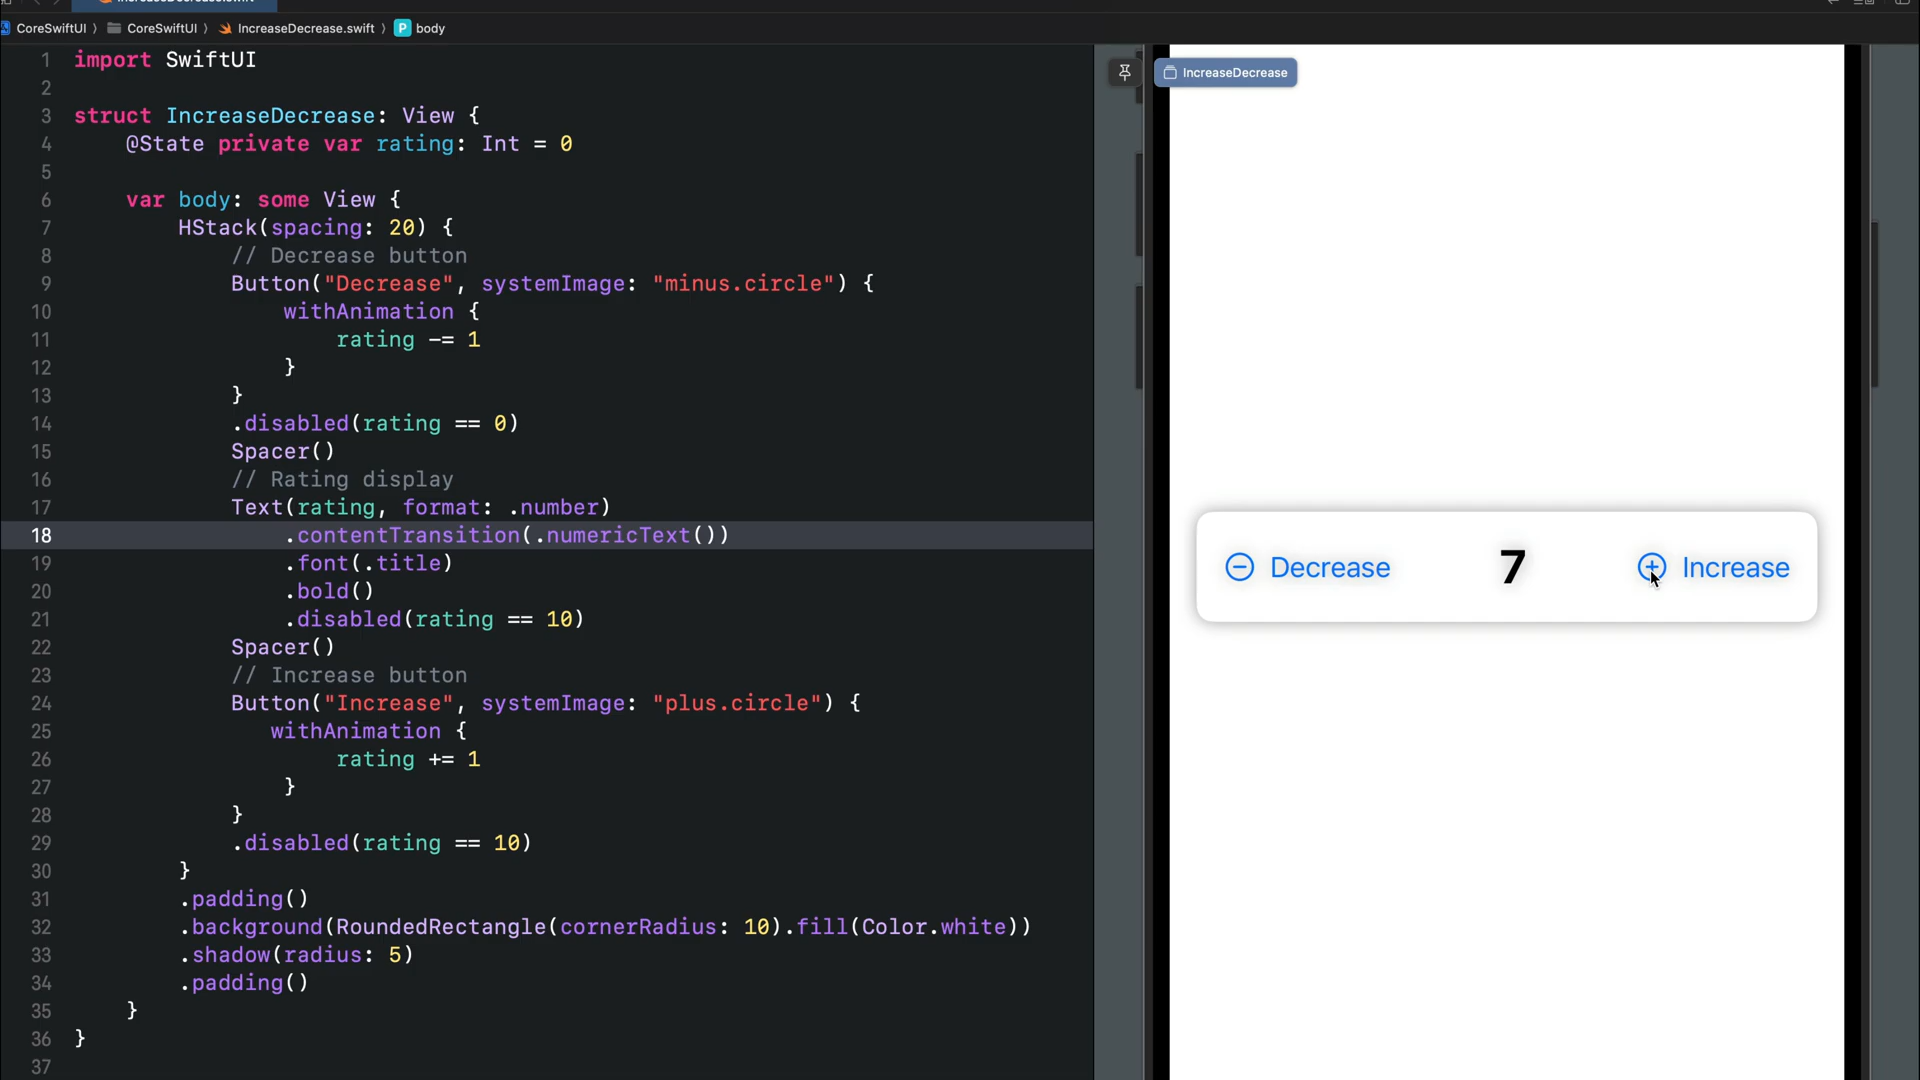 IncreaseDecrease.swift
CoreSwiftUI 〉 CoreSwiftUI 〉 IncreaseDecrease.swift 〉 P body
1 import SwiftUI
2
3 struct IncreaseDecrease: View {
4 @State private var rating: Int = 0
5
6 var body: some View {
7 HStack(spacing: 20) {
8 // Decrease button
9 Button("Decrease", systemImage: "minus.circle") {
10 withAnimation {
11 rating -= 1
12 }
13 }
14 .disabled(rating == 0)
15 Spacer()
16 // Rating display
17 Text(rating, format: .number)
18 .contentTransition(.numericText())
19 .font(.title)
20 .bold()
21 .disabled(rating == 10)
22 Spacer()
23 // Increase button
24 Button("Increase", systemImage: "plus.circle") {
25 withAnimation {
26 rating += 1
27 }
28 }
29 .disabled(rating == 10)
30 }
31 .padding()
32 .background(RoundedRectangle(cornerRadius: 10).fill(Color.white))
33 .shadow(radius: 5)
34 .padding()
35 }
36 }
37
IncreaseDecrease
Decrease 7 Increase